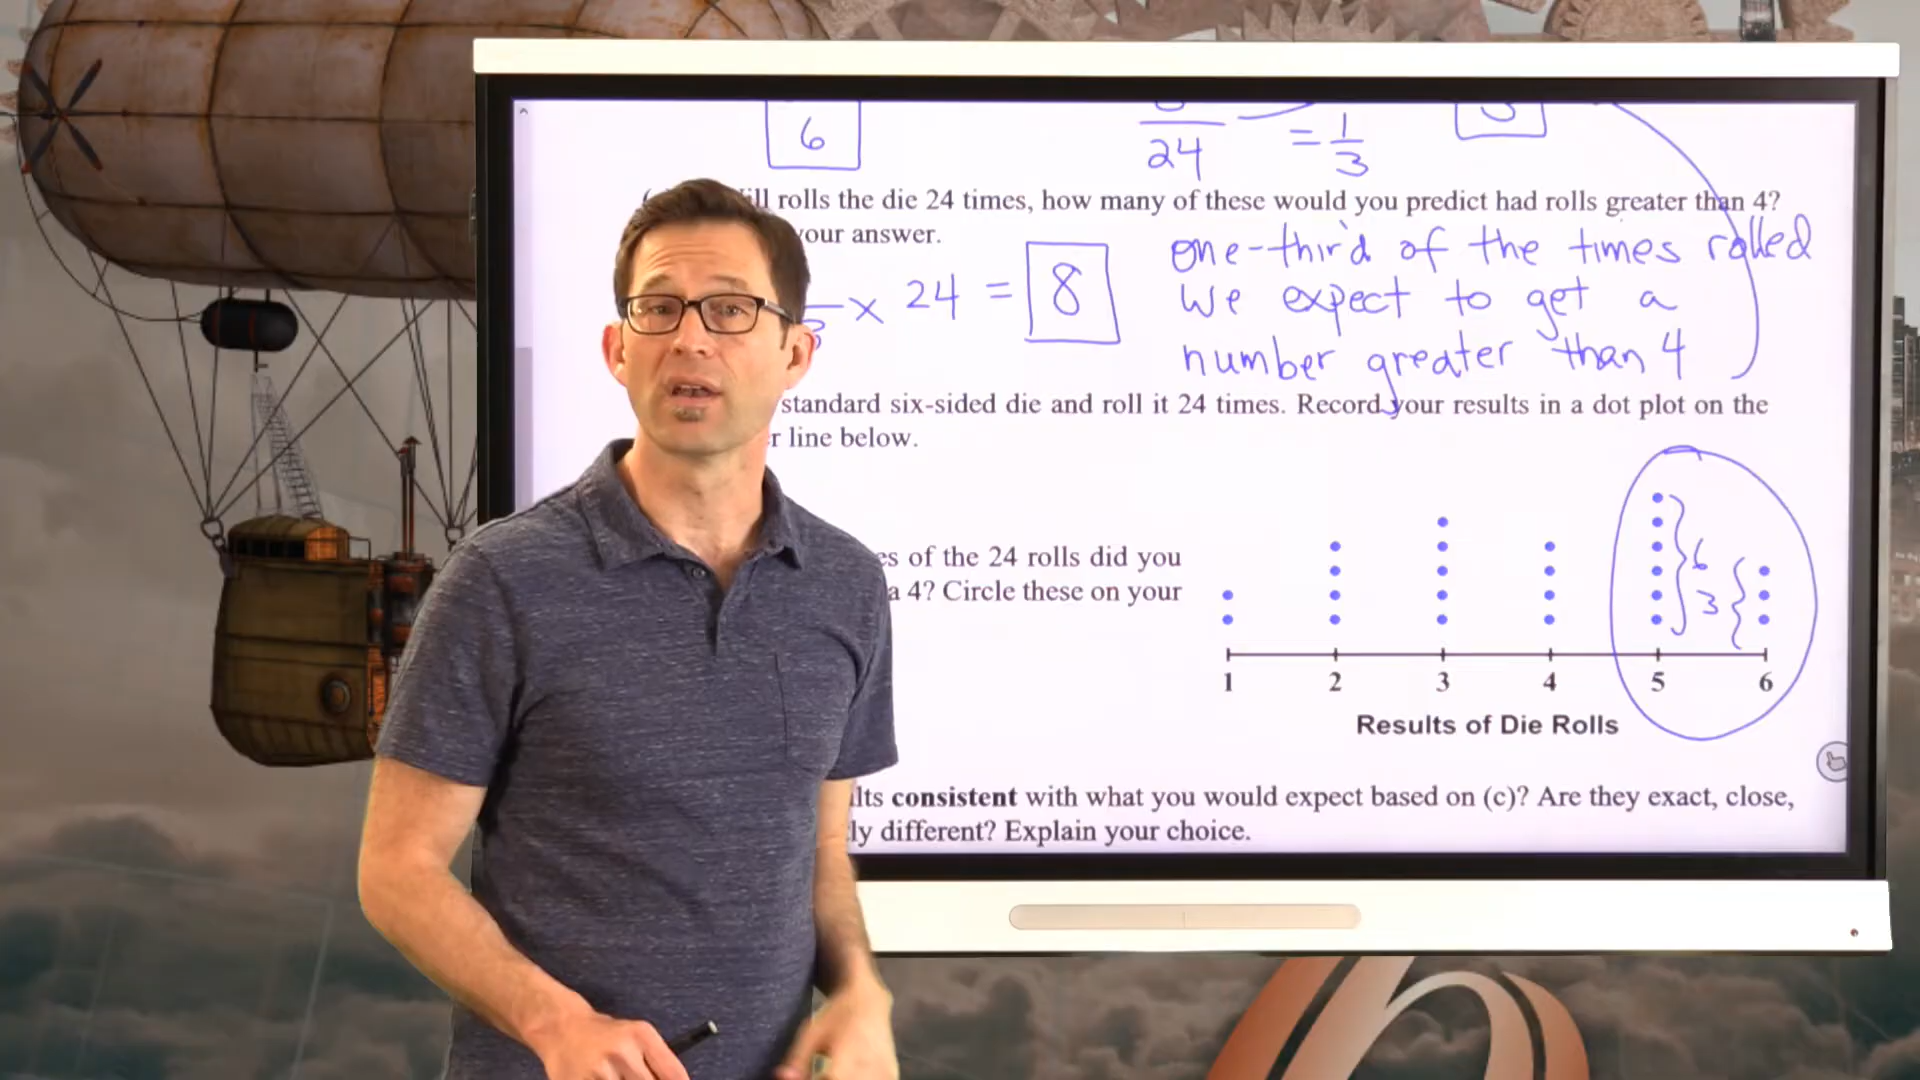 6
24
= 1/3
ll rolls the die 24 times, how many of these would you predict had rolls greater than 4?
your answer.
one-third of the times rolled
3 × 24 = 8
we expect to get a
number greater than 4
standard six-sided die and roll it 24 times. Record your results in a dot plot on the
r line below.
es of the 24 rolls did you
a 4? Circle these on your
6
3
1 2 3 4 5 6
Results of Die Rolls
lts consistent with what you would expect based on (c)? Are they exact, close,
ly different? Explain your choice.